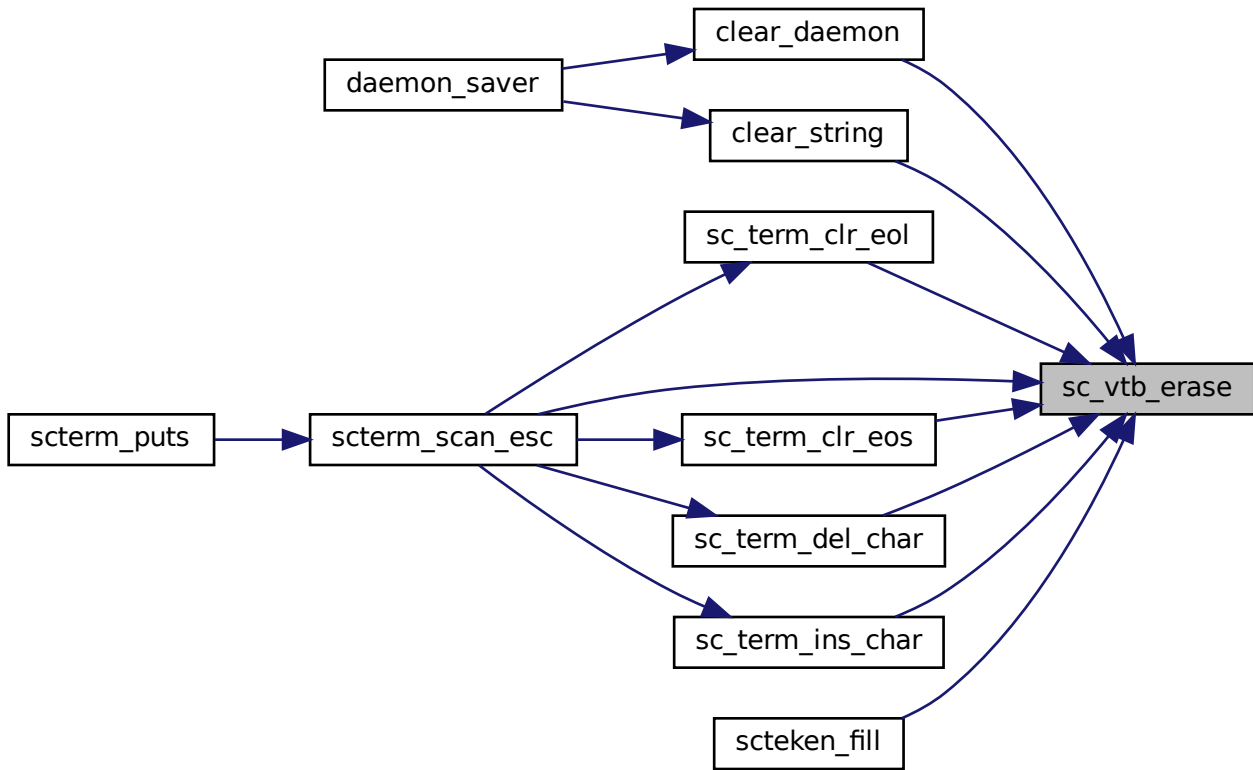 clear_daemon
daemon_saver
clear_string
sc_term_clr_eol
sc_vtb_erase
scterm_puts
scterm_scan_esc
sc_term_clr_eos
sc_term_del_char
sc_term_ins_char
scteken_fill